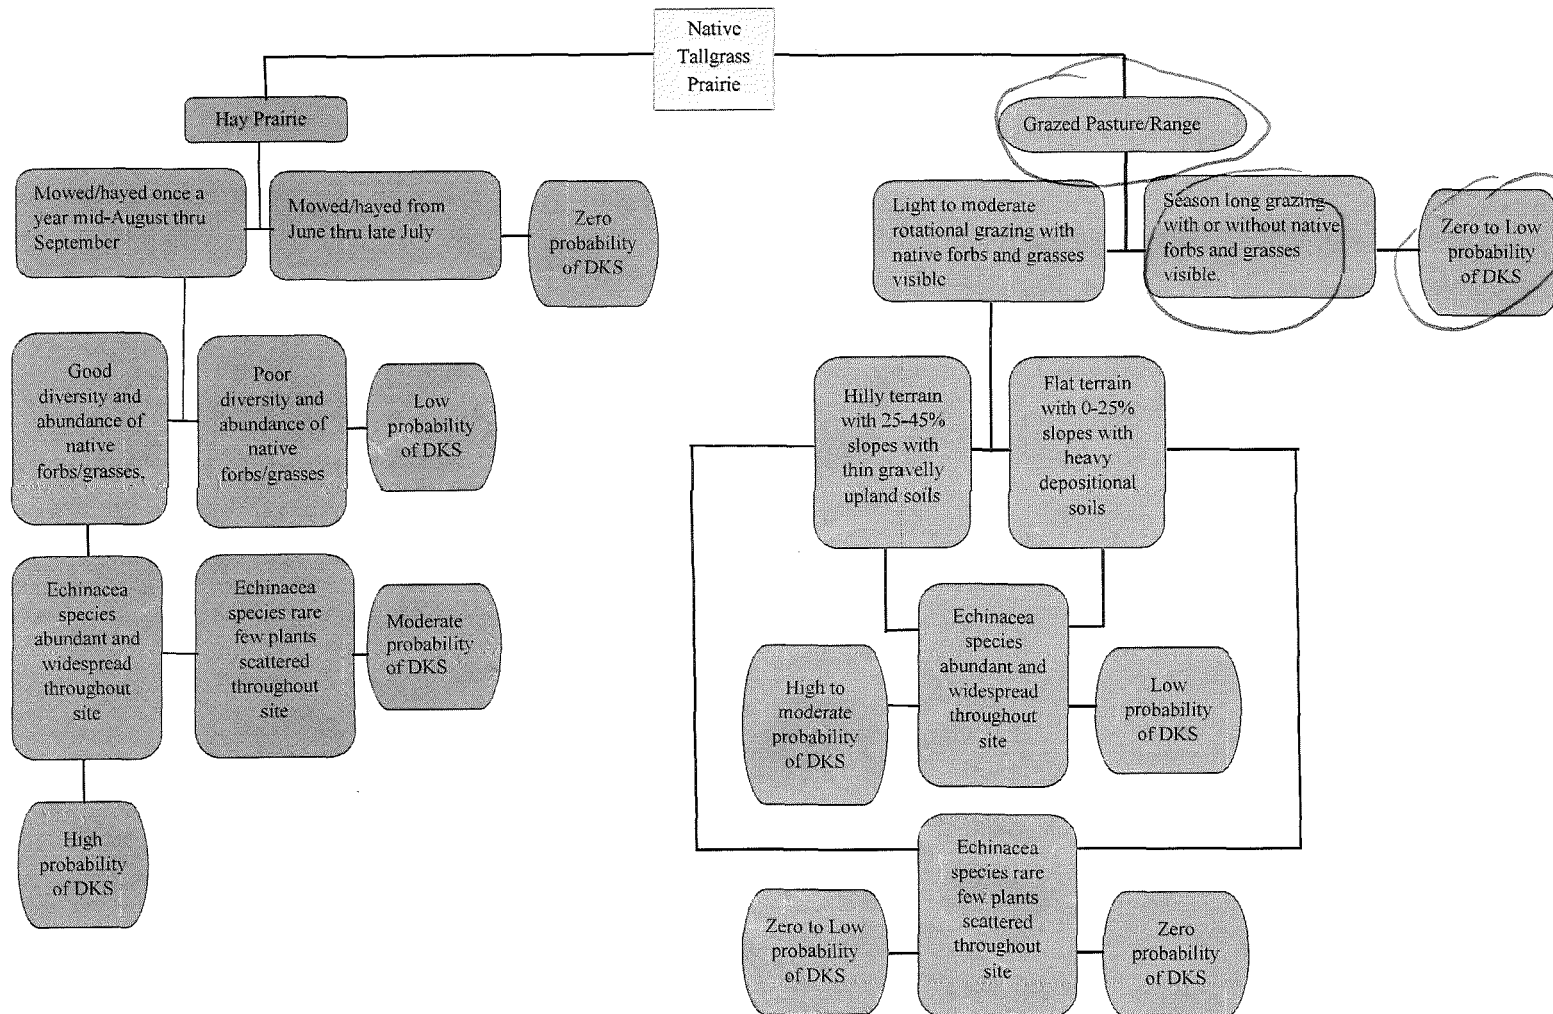 Native
Tallgrass
Prairie
Hay Prairie
Mowed/hayed once a
year mid-August thru
September
Mowed/hayed from
June thru late July
Zero
probability
of DKS
Good
diversity and
abundance of
native
forbs/grasses.
Poor
diversity and
abundance of
native
forbs/grasses
Low
probability
of DKS
Echinacea
species
abundant and
widespread
throughout
site
Echinacea
species rare
few plants
scattered
throughout
site
Moderate
probability
of DKS
High
probability
of DKS
Grazed Pasture/Range
Light to moderate
rotational grazing with
native forbs and grasses
visible
Season long grazing
with or without native
forbs and grasses
visible.
Zero to Low
probability
of DKS
Hilly terrain
with 25-45%
slopes with
thin gravelly
upland soils
Flat terrain
with 0-25%
slopes with
heavy
depositional
soils
Echinacea
species
abundant and
widespread
throughout
site
High to
moderate
probability
of DKS
Low
probability
of DKS
Echinacea
species rare
few plants
scattered
throughout
site
Zero to Low
probability
of DKS
Zero
probability
of DKS